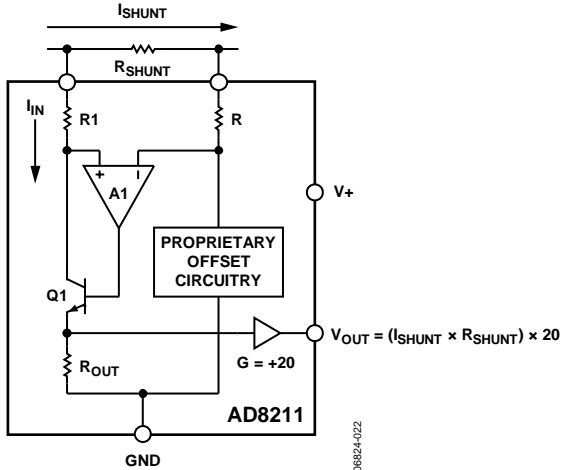 ISHUNT
RSHUNT
IIN
R1
R
+
–
A1
V+
PROPRIETARY
OFFSET
CIRCUITRY
Q1
VOUT = (ISHUNT × RSHUNT) × 20
ROUT
G = +20
AD8211
GND
06824-022